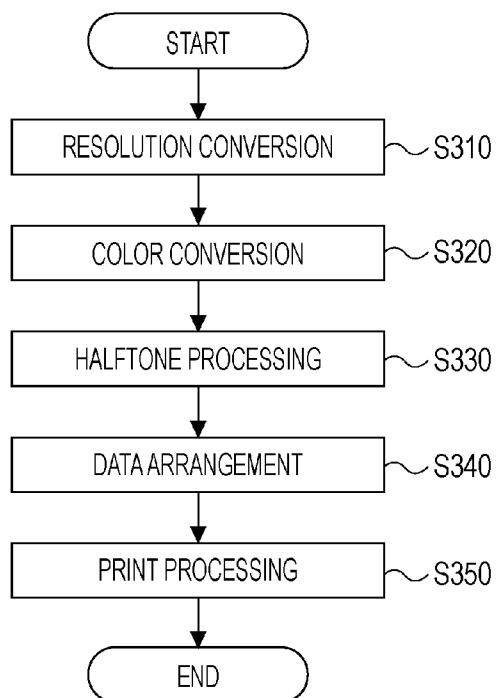 START
RESOLUTION CONVERSION S310
COLOR CONVERSION S320
HALFTONE PROCESSING S330
DATA ARRANGEMENT S340
PRINT PROCESSING S350
END